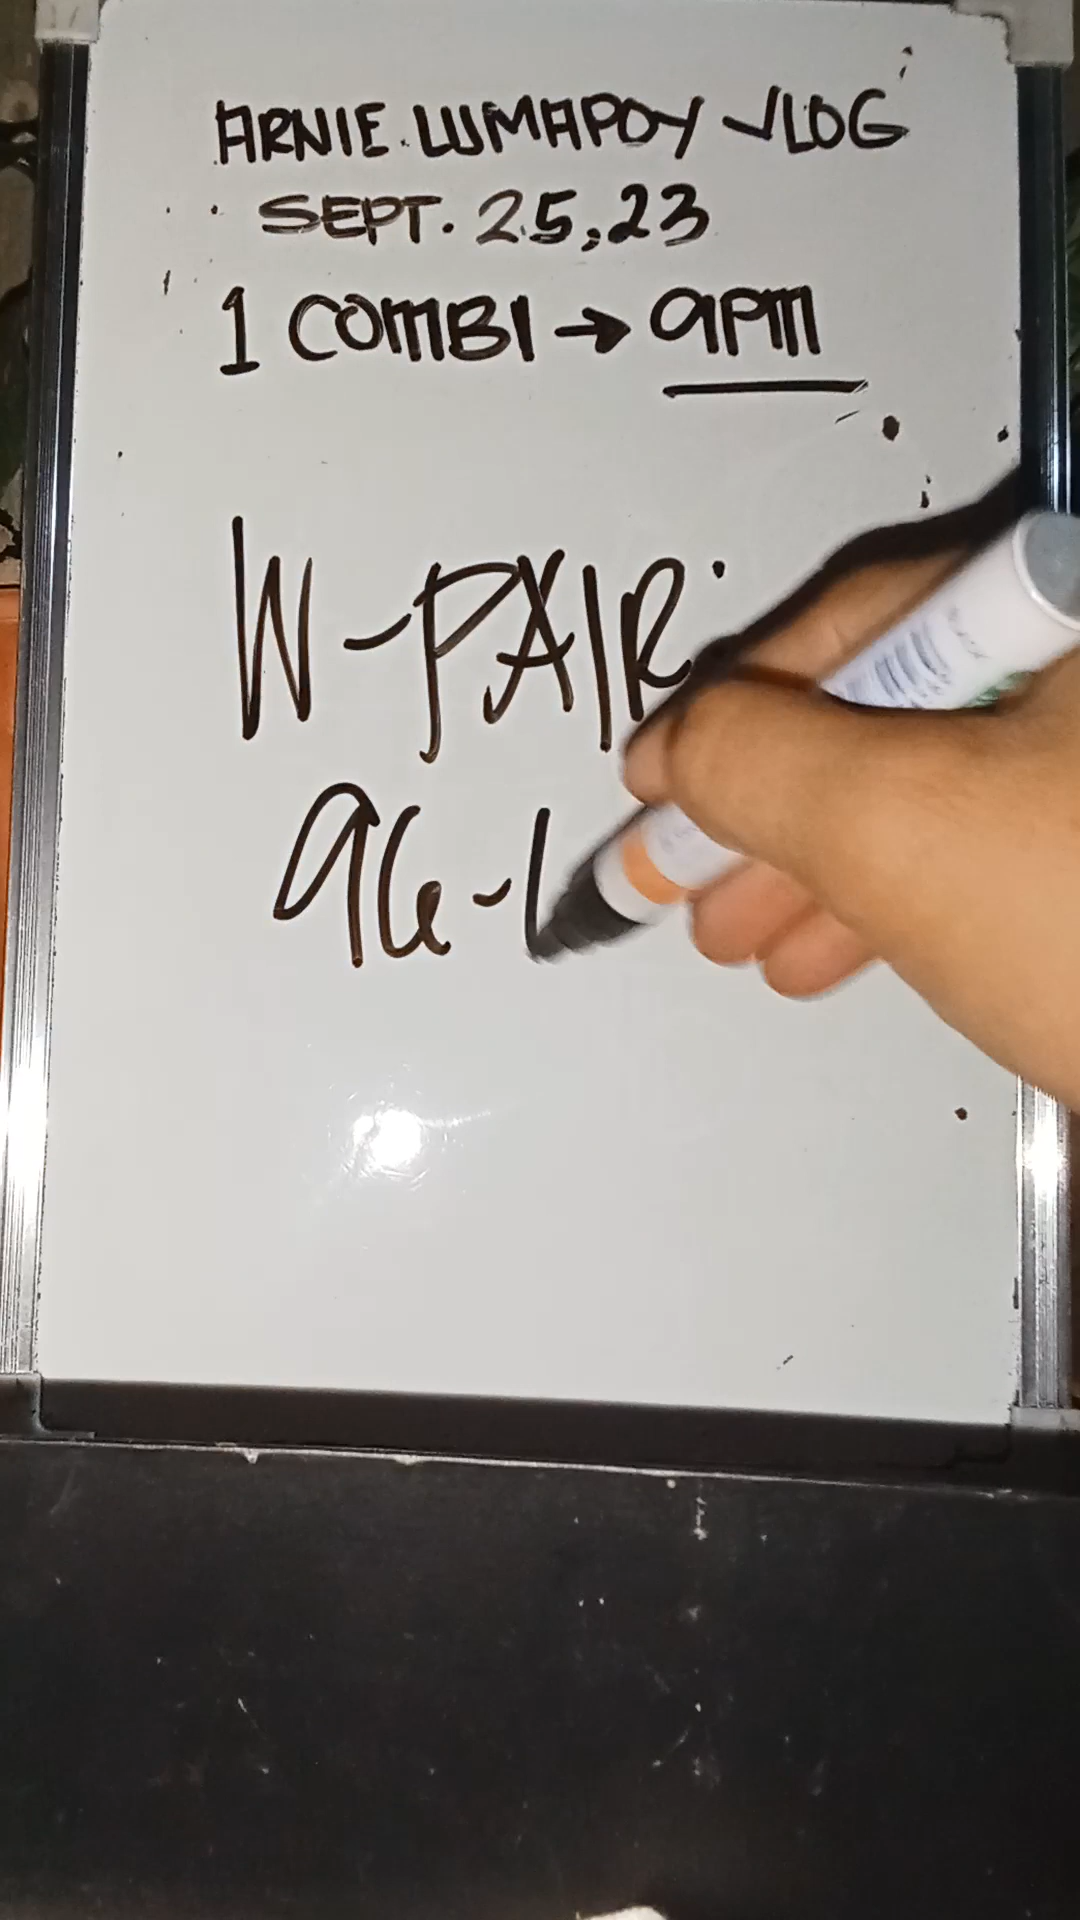 ARNIE LUMAPOY VLOG
SEPT. 25,23
1 COMBI → 9PM
W-PAIR
96-